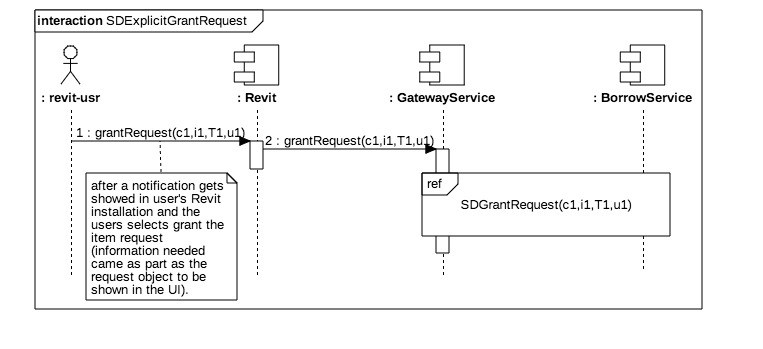 interaction SDExplicitGrantRequest
: revit-usr
: Revit
: GatewayService
: BorrowService
1 : grantRequest(c1,i1,T1,u1)
2 : grantRequest(c1,i1,T1,u1)
after a notification gets
showed in user's Revit
installation and the
users selects grant the
item request
(information needed
came as part as the
request object to be
shown in the UI).
ref
SDGrantRequest(c1,i1,T1,u1)